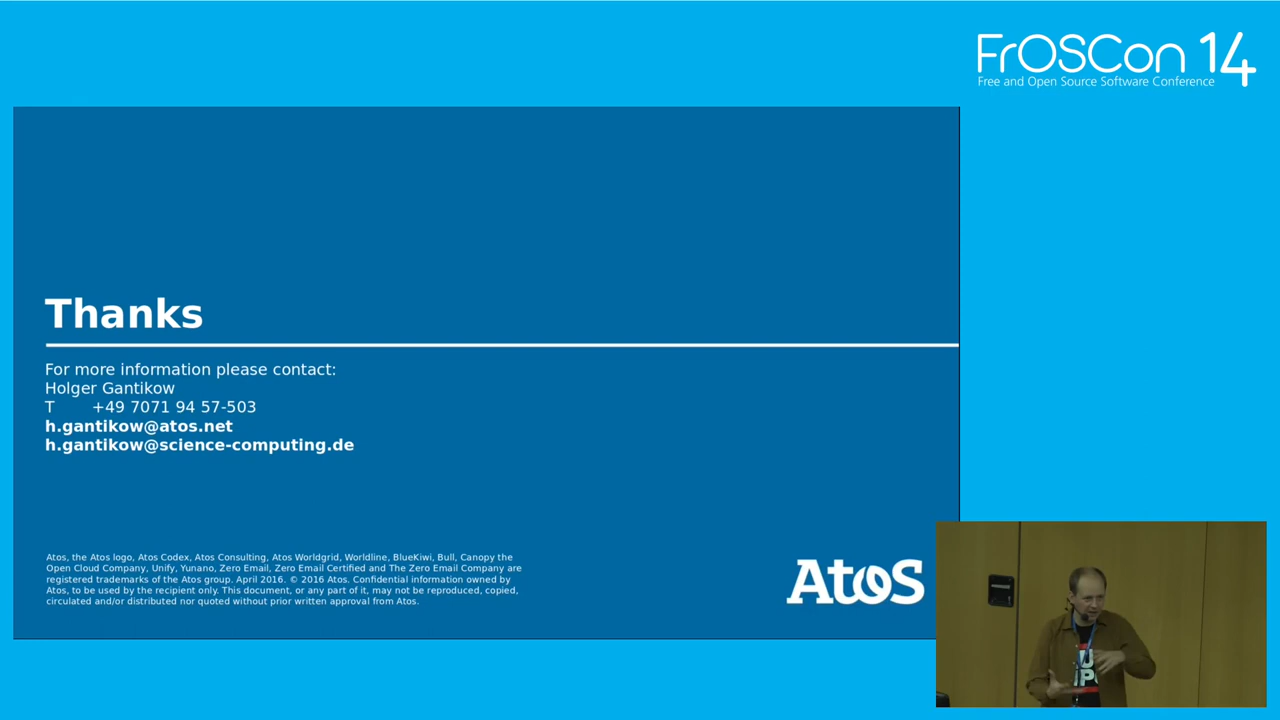 FrOSCon 14
Free and Open Source Software Conference
Thanks
For more information please contact:
Holger Gantikow
T +49 7071 94 57-503
h.gantikow@atos.net
h.gantikow@science-computing.de
Atos, the Atos logo, Atos Codex, Atos Consulting, Atos Worldgrid, Worldline, BlueKiwi, Bull, Canopy the
Open Cloud Company, Unify, Yunano, Zero Email, Zero Email Certified and The Zero Email Company are
registered trademarks of the Atos group. April 2016. © 2016 Atos. Confidential information owned by
Atos, to be used by the recipient only. This document, or any part of it, may not be reproduced, copied,
circulated and/or distributed nor quoted without prior written approval from Atos.
Atos